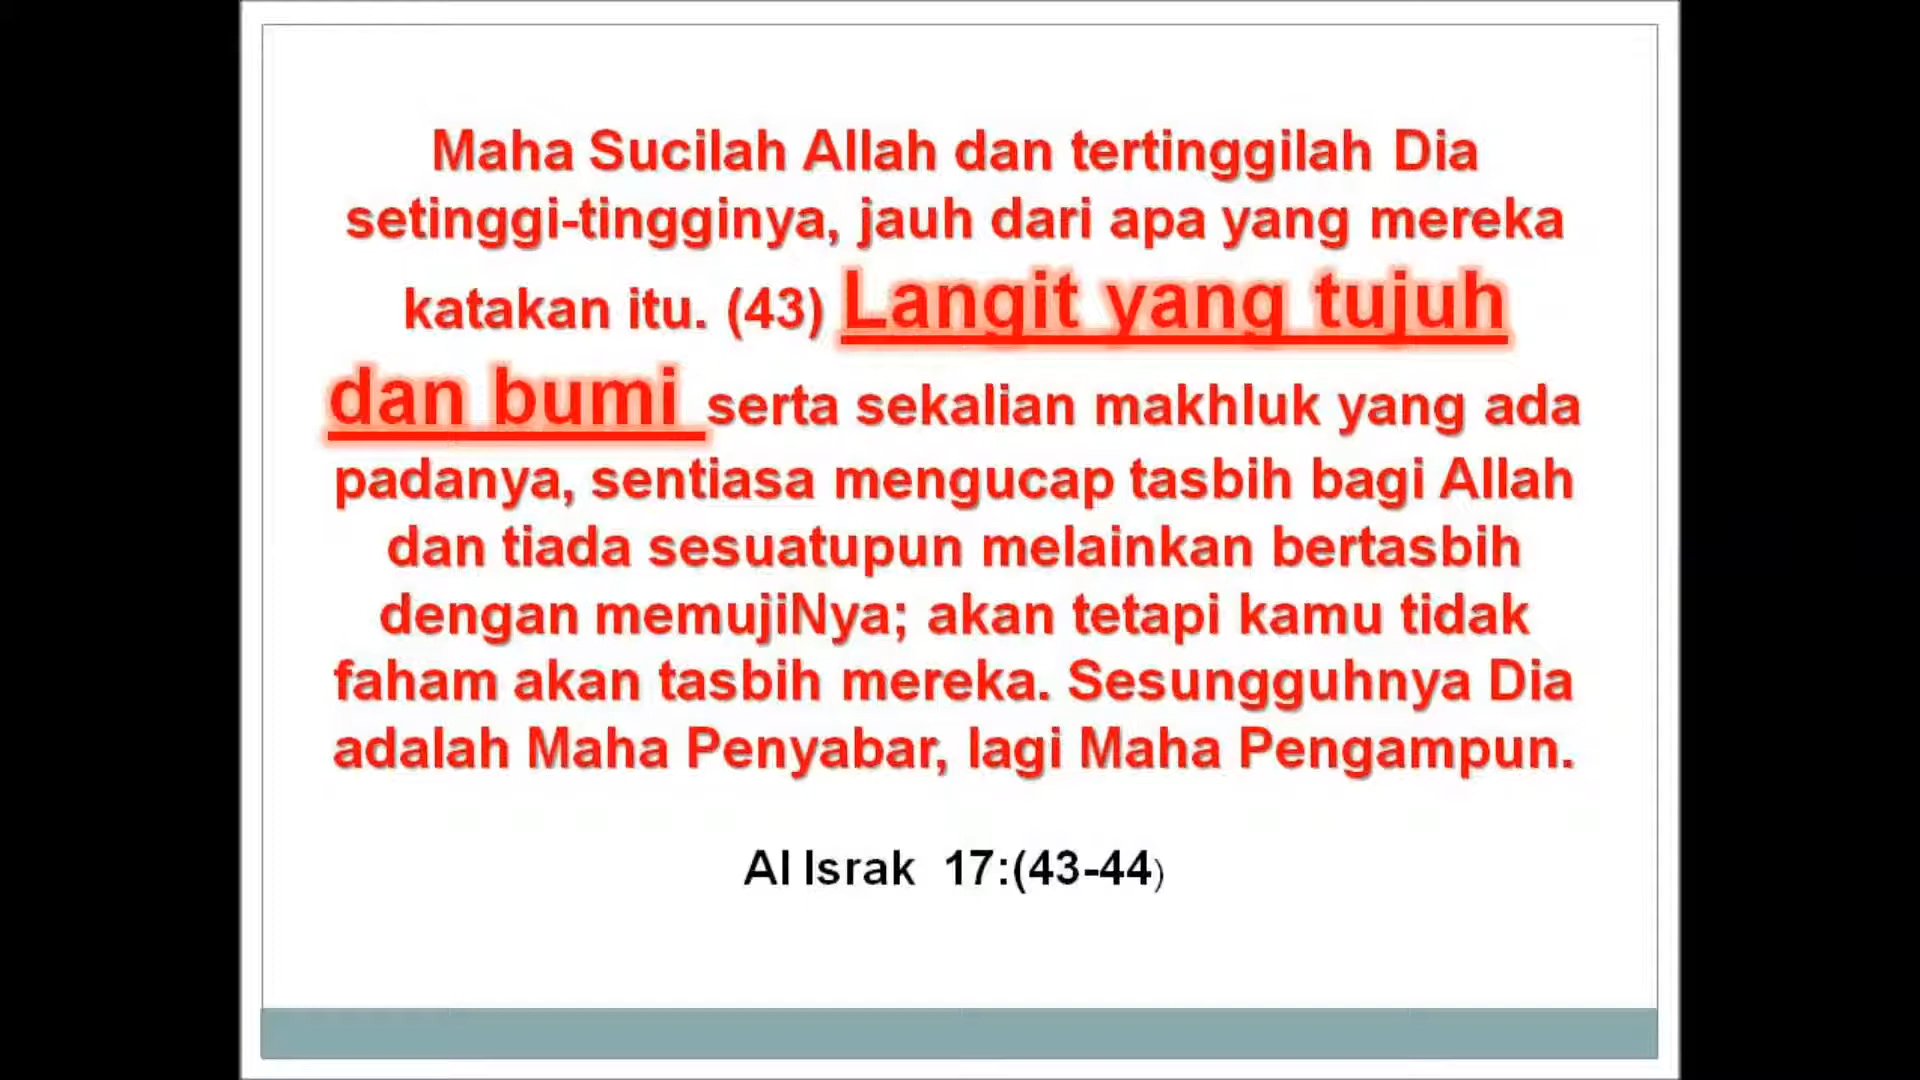 Maha Sucilah Allah dan tertinggilah Dia
setinggi-tingginya, jauh dari apa yang mereka
katakan itu. (43) Langit yang tujuh
dan bumi serta sekalian makhluk yang ada
padanya, sentiasa mengucap tasbih bagi Allah
dan tiada sesuatupun melainkan bertasbih
dengan memujiNya; akan tetapi kamu tidak
faham akan tasbih mereka. Sesungguhnya Dia
adalah Maha Penyabar, lagi Maha Pengampun.
Al Israk 17:(43-44)